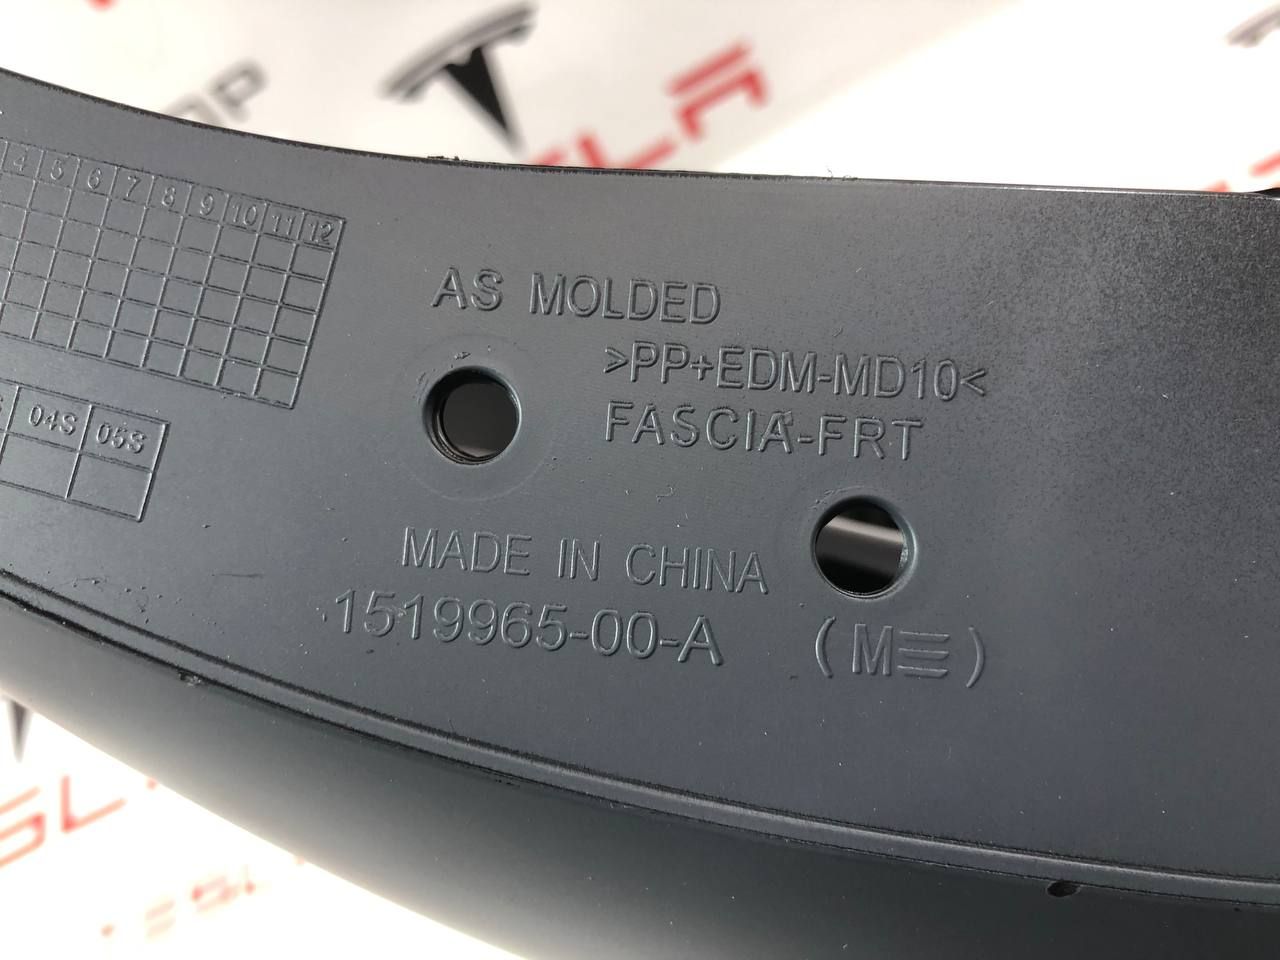 TESLA
4 5 6 7 8 9 10 11 12
AS MOLDED
>PP+EDM-MD10<
FASCIA-FRT
04S 05S
MADE IN CHINA
1519965-00-A
(M☰)